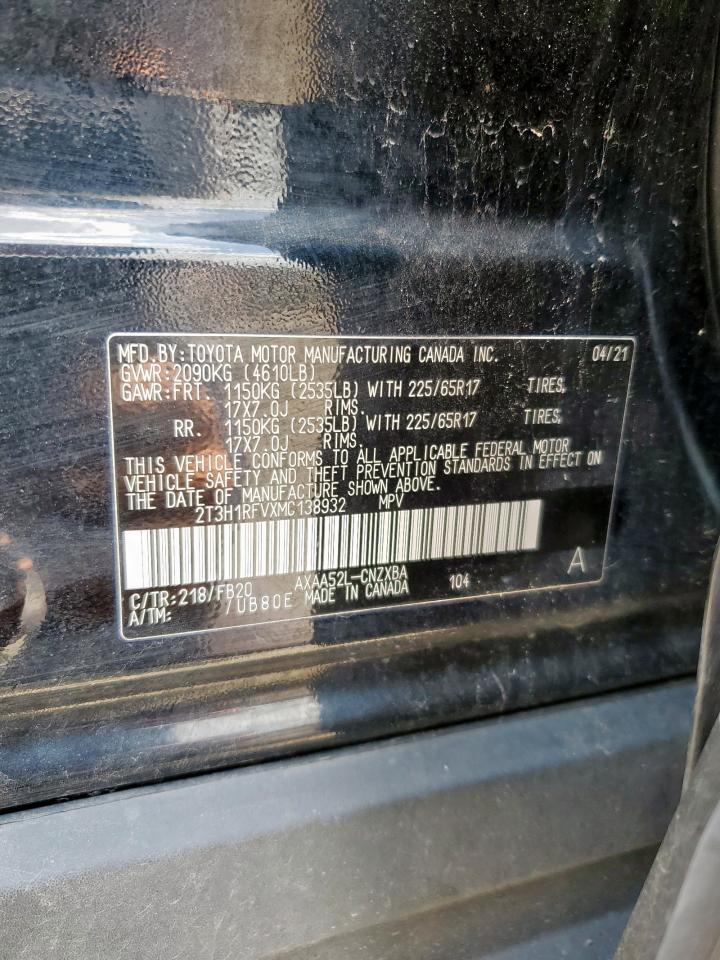 MFD.BY:TOYOTA MOTOR MANUFACTURING CANADA INC. 04/21
GVWR:2090KG (4610LB)
GAWR:FRT. 1150KG (2535LB) WITH 225/65R17 TIRES,
17X7.0J RIMS.
RR. 1150KG (2535LB) WITH 225/65R17 TIRES,
17X7.0J RIMS.
THIS VEHICLE CONFORMS TO ALL APPLICABLE FEDERAL MOTOR
VEHICLE SAFETY AND THEFT PREVENTION STANDARDS IN EFFECT ON
THE DATE OF MANUFACTURE SHOWN ABOVE.
2T3H1RFVXMC138932 MPV
C/TR:218/FB20 AXAA52L-CNZXBA 104 A
A/TM: /UB80E MADE IN CANADA